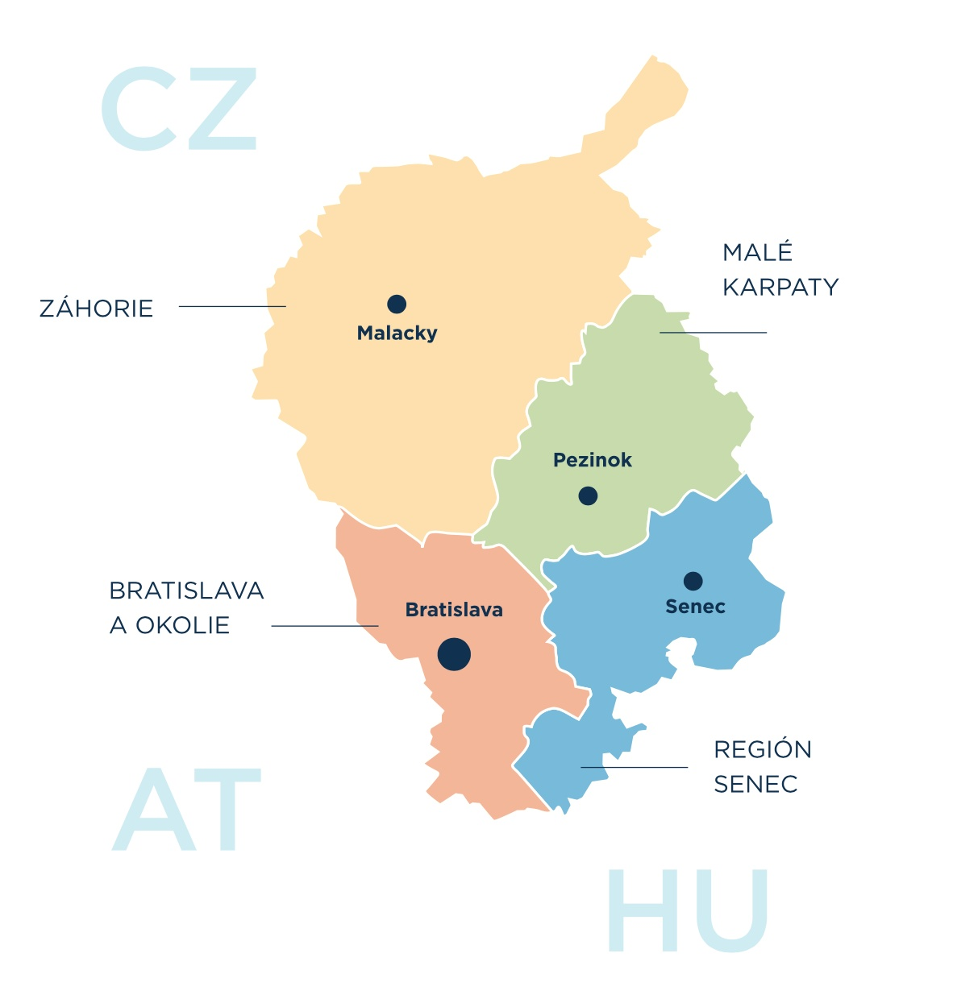 CZ
MALÉ
KARPATY
ZÁHORIE
Malacky
Pezinok
BRATISLAVA
A OKOLIE
Bratislava
Senec
REGIÓN
SENEC
AT
HU